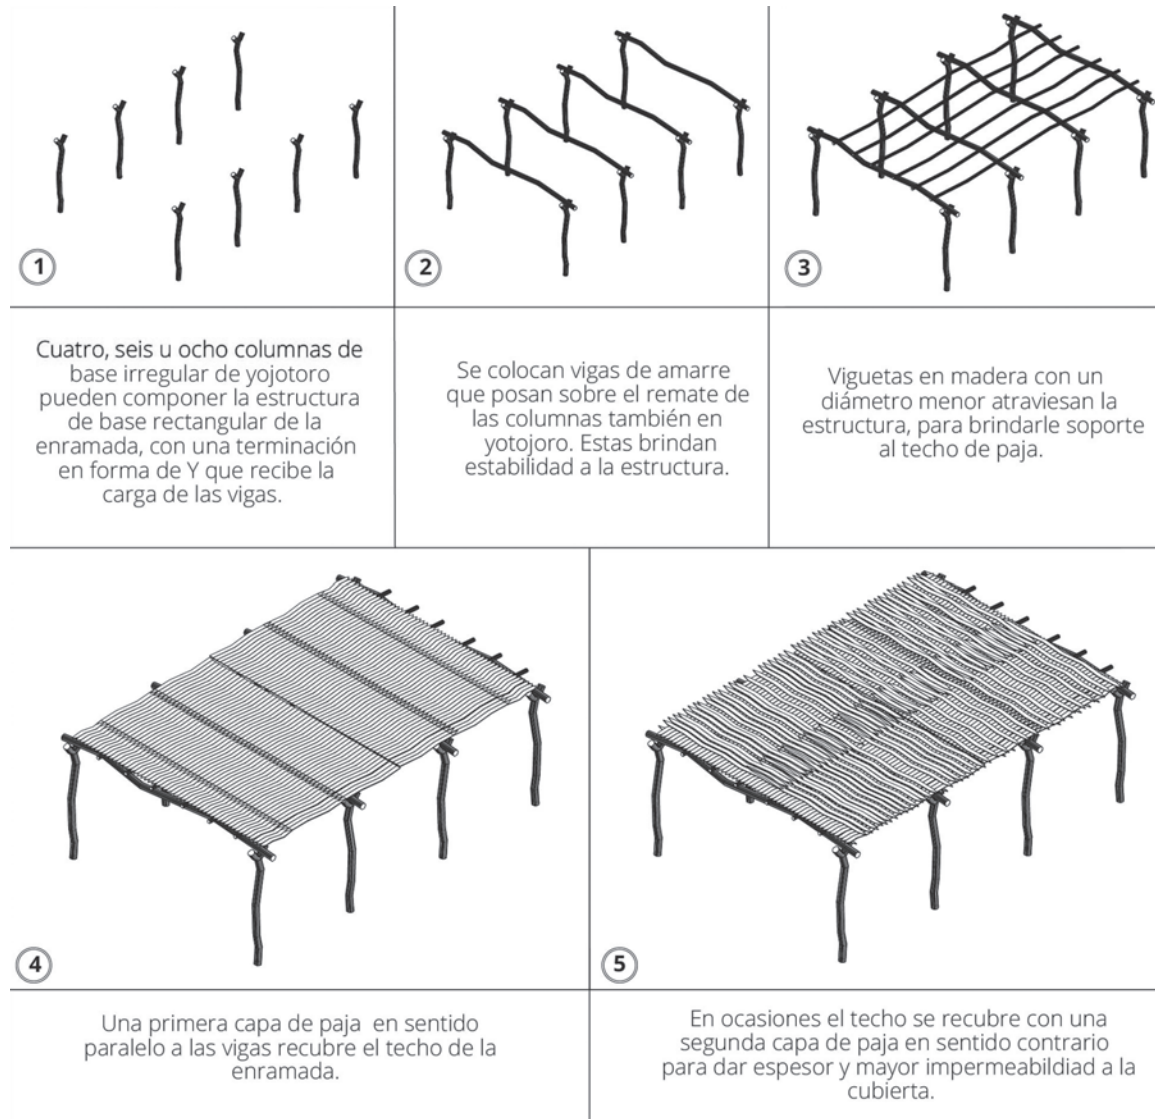 1
2
3
Cuatro, seis u ocho columnas de
base irregular de yojotoro
pueden componer la estructura
de base rectangular de la
enramada, con una terminación
en forma de Y que recibe la
carga de las vigas.
Se colocan vigas de amarre
que posan sobre el remate de
las columnas también en
yotojoro. Estas brindan
estabilidad a la estructura.
Viguetas en madera con un
diámetro menor atraviesan la
estructura, para brindarle soporte
al techo de paja.
4
5
Una primera capa de paja en sentido
paralelo a las vigas recubre el techo de la
enramada.
En ocasiones el techo se recubre con una
segunda capa de paja en sentido contrario
para dar espesor y mayor impermeabildiad a la
cubierta.